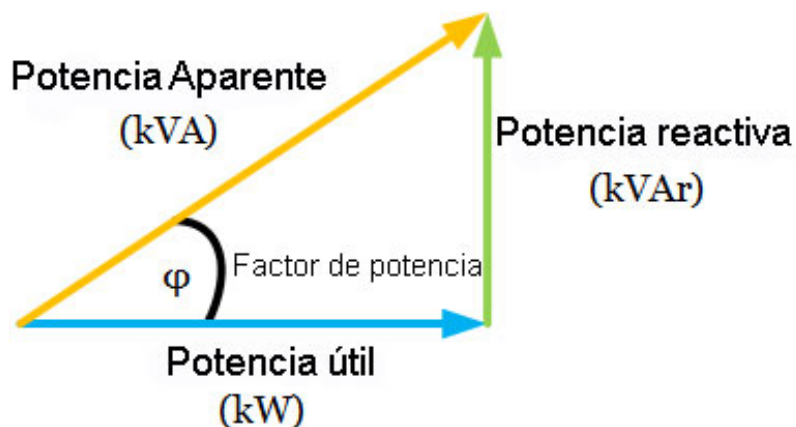 Potencia Aparente
(kVA)
Potencia reactiva
(kVAr)
φ
Factor de potencia
Potencia útil
(kW)